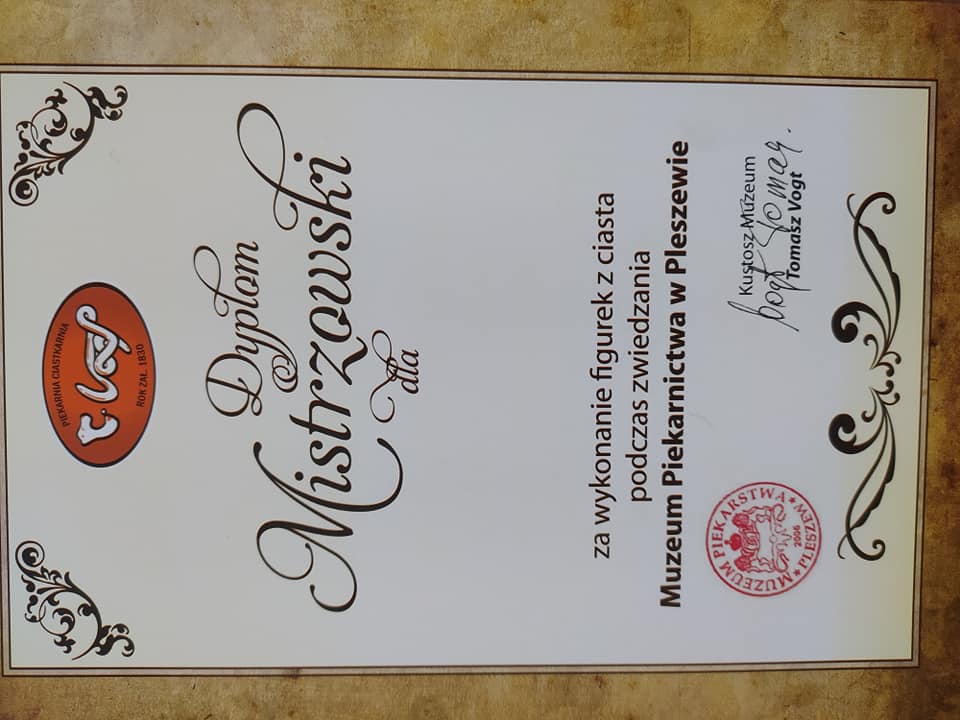 PIEKARNIA CIASTKARNIA
ROK ZAŁ. 1830
Dyplom
Mistrzowski
dla
za wykonanie figurek z ciasta
podczas zwiedzania
Muzeum Piekarnictwa w Pleszewie
MUZEUM PIEKARSTWA
PLESZEW
2006
Kustosz Muzeum
Tomasz Vogt